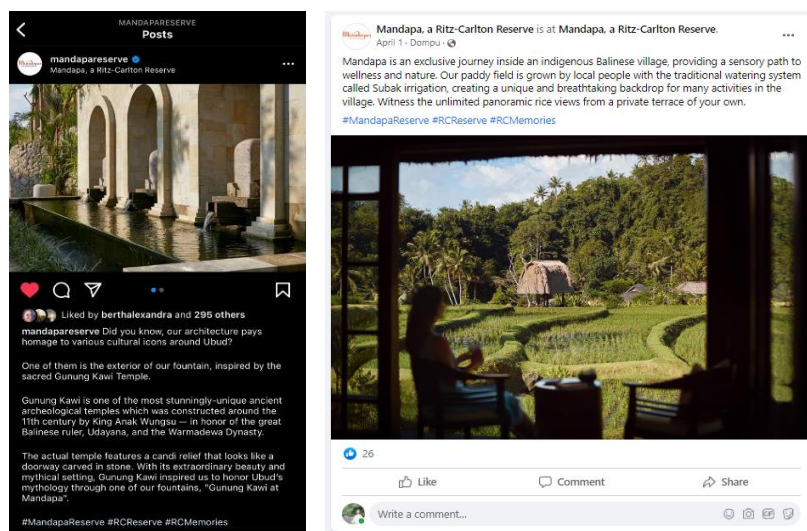 MANDAPARESERVE
Posts
mandapareserve
Mandapa, a Ritz-Carlton Reserve
Liked by berthalexandra and 295 others
mandapareserve Did you know, our architecture pays
homage to various cultural icons around Ubud?
One of them is the exterior of our fountain, inspired by the
sacred Gunung Kawi Temple.
Gunung Kawi is one of the most stunningly-unique ancient
archeological temples which was constructed around the
11th century by King Anak Wungsu — in honor of the great
Balinese ruler, Udayana, and the Warmadewa Dynasty.
The actual temple features a candi relief that looks like a
doorway carved in stone. With its extraordinary beauty and
mythical setting, Gunung Kawi inspired us to honor Ubud's
mythology through one of our fountains, "Gunung Kawi at
Mandapa".
#MandapaReserve #RCReserve #RCMemories
Mandapa, a Ritz-Carlton Reserve is at Mandapa, a Ritz-Carlton Reserve.
April 1 · Dompu ·
Mandapa is an exclusive journey inside an indigenous Balinese village, providing a sensory path to
wellness and nature. Our paddy field is grown by local people with the traditional watering system
called Subak irrigation, creating a unique and breathtaking backdrop for many activities in the
village. Witness the unlimited panoramic rice views from a private terrace of your own.
#MandapaReserve #RCReserve #RCMemories
26
Like Comment Share
Write a comment...